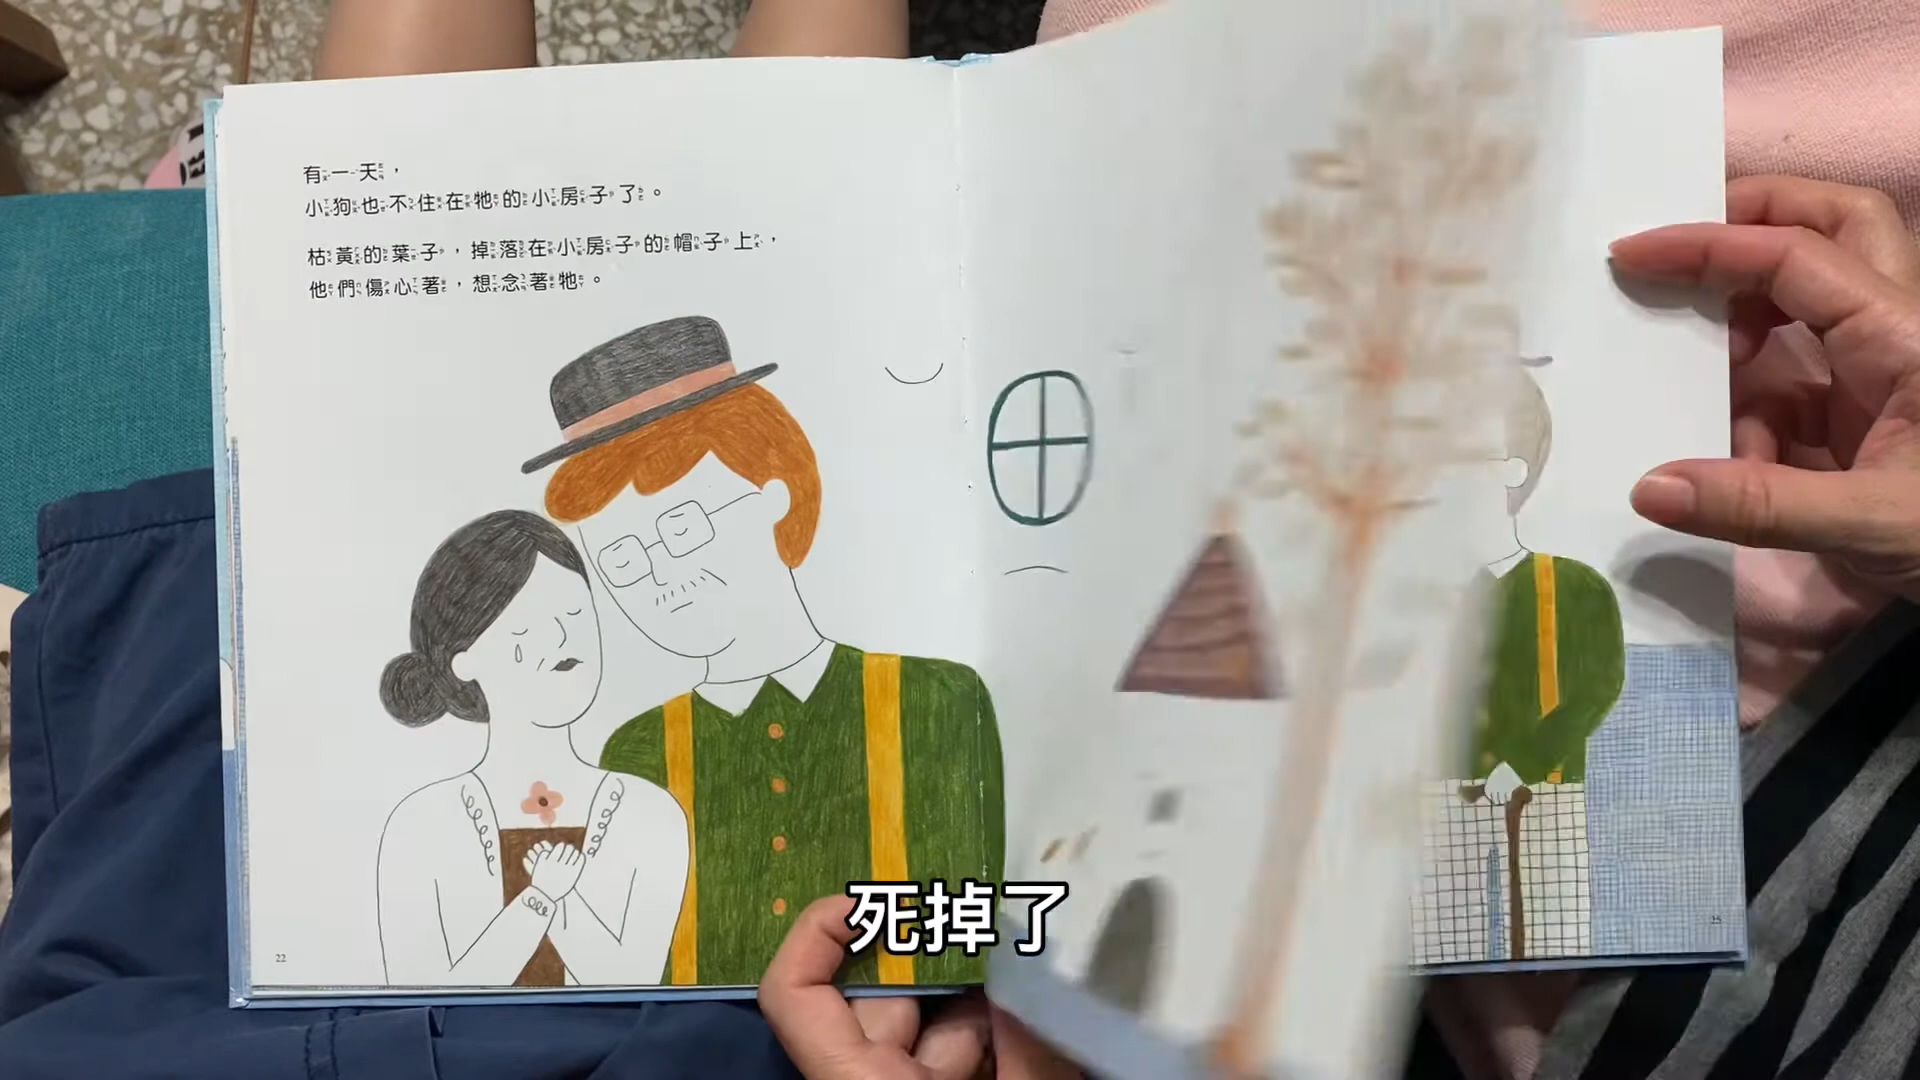 有一天，
小狗也不住在牠的小房子了。
枯黃的葉子，掉落在小房子的帽子上，
他們傷心著，想念著牠。
死掉了
22
25